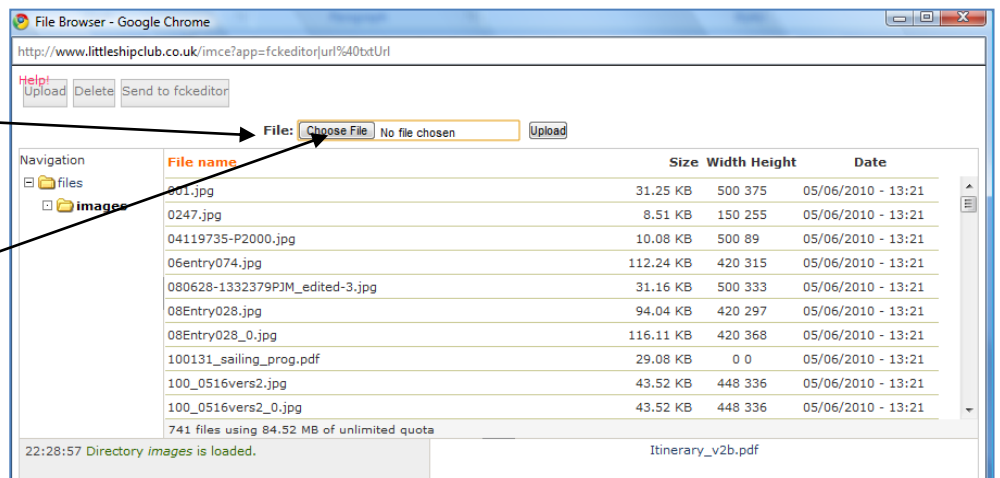 File Browser - Google Chrome
http://www.littleshipclub.co.uk/imce?app=fckeditor|url%40txtUrl
Help!
Upload Delete Send to fckeditor
File: Choose File No file chosen Upload
Navigation File name Size Width Height Date
files
images
001.jpg 31.25 KB 500 375 05/06/2010 - 13:21
0247.jpg 8.51 KB 150 255 05/06/2010 - 13:21
04119735-P2000.jpg 10.08 KB 500 89 05/06/2010 - 13:21
06entry074.jpg 112.24 KB 420 315 05/06/2010 - 13:21
080628-1332379PJM_edited-3.jpg 31.16 KB 500 333 05/06/2010 - 13:21
08Entry028.jpg 94.04 KB 420 297 05/06/2010 - 13:21
08Entry028_0.jpg 116.11 KB 420 368 05/06/2010 - 13:21
100131_sailing_prog.pdf 29.08 KB 0 0 05/06/2010 - 13:21
100_0516vers2.jpg 43.52 KB 448 336 05/06/2010 - 13:21
100_0516vers2_0.jpg 43.52 KB 448 336 05/06/2010 - 13:21
741 files using 84.52 MB of unlimited quota
22:28:57 Directory images is loaded. Itinerary_v2b.pdf